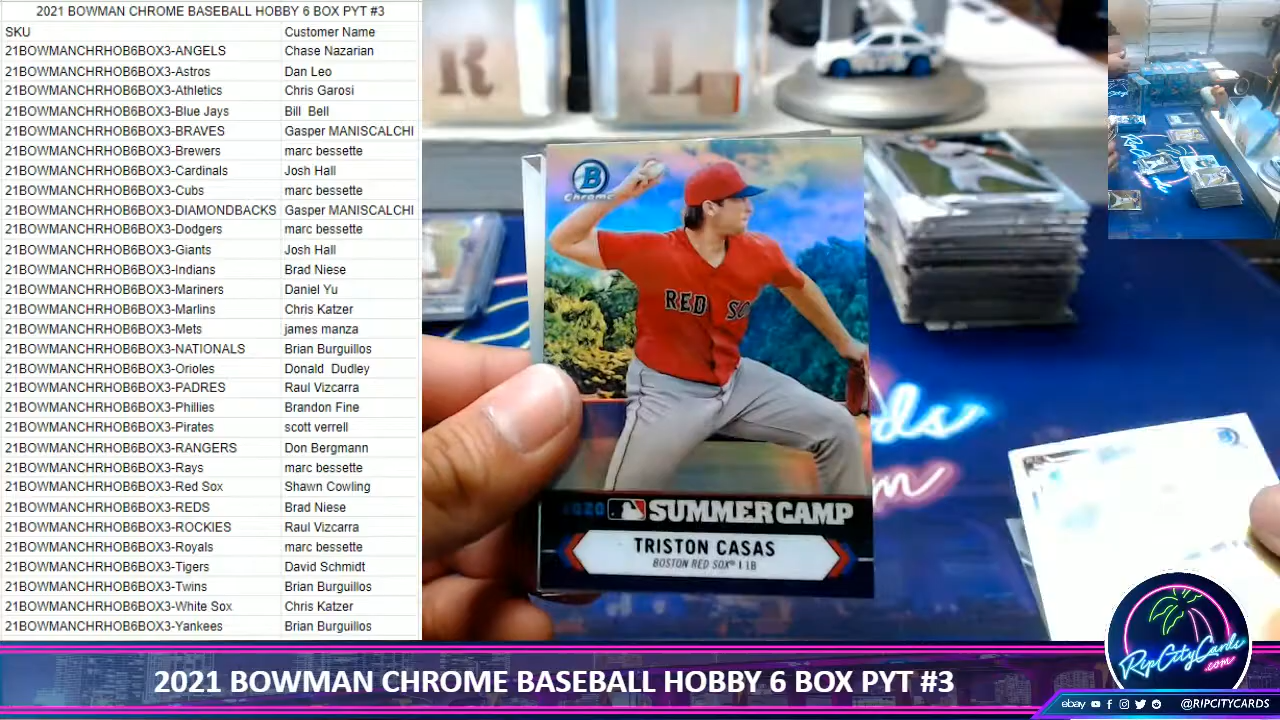 2021 BOWMAN CHROME BASEBALL HOBBY 6 BOX PYT #3
SKU Customer Name
21BOWMANCHRHOB6BOX3-ANGELS Chase Nazarian
21BOWMANCHRHOB6BOX3-Astros Dan Leo
21BOWMANCHRHOB6BOX3-Athletics Chris Garosi
21BOWMANCHRHOB6BOX3-Blue Jays Bill Bell
21BOWMANCHRHOB6BOX3-BRAVES Gasper MANISCALCHI
21BOWMANCHRHOB6BOX3-Brewers marc bessette
21BOWMANCHRHOB6BOX3-Cardinals Josh Hall
21BOWMANCHRHOB6BOX3-Cubs marc bessette
21BOWMANCHRHOB6BOX3-DIAMONDBACKS Gasper MANISCALCHI
21BOWMANCHRHOB6BOX3-Dodgers marc bessette
21BOWMANCHRHOB6BOX3-Giants Josh Hall
21BOWMANCHRHOB6BOX3-Indians Brad Niese
21BOWMANCHRHOB6BOX3-Mariners Daniel Yu
21BOWMANCHRHOB6BOX3-Marlins Chris Katzer
21BOWMANCHRHOB6BOX3-Mets james manza
21BOWMANCHRHOB6BOX3-NATIONALS Brian Burguillos
21BOWMANCHRHOB6BOX3-Orioles Donald Dudley
21BOWMANCHRHOB6BOX3-PADRES Raul Vizcarra
21BOWMANCHRHOB6BOX3-Phillies Brandon Fine
21BOWMANCHRHOB6BOX3-Pirates scott verrell
21BOWMANCHRHOB6BOX3-RANGERS Don Bergmann
21BOWMANCHRHOB6BOX3-Rays marc bessette
21BOWMANCHRHOB6BOX3-Red Sox Shawn Cowling
21BOWMANCHRHOB6BOX3-REDS Brad Niese
21BOWMANCHRHOB6BOX3-ROCKIES Raul Vizcarra
21BOWMANCHRHOB6BOX3-Royals marc bessette
21BOWMANCHRHOB6BOX3-Tigers David Schmidt
21BOWMANCHRHOB6BOX3-Twins Brian Burguillos
21BOWMANCHRHOB6BOX3-White Sox Chris Katzer
21BOWMANCHRHOB6BOX3-Yankees Brian Burguillos
R L
B
Chrome
RED SO
2020 SUMMER CAMP
TRISTON CASAS
BOSTON RED SOX® | 1B
RipCityCards
.com
2021 BOWMAN CHROME BASEBALL HOBBY 6 BOX PYT #3
ebay @RIPCITYCARDS